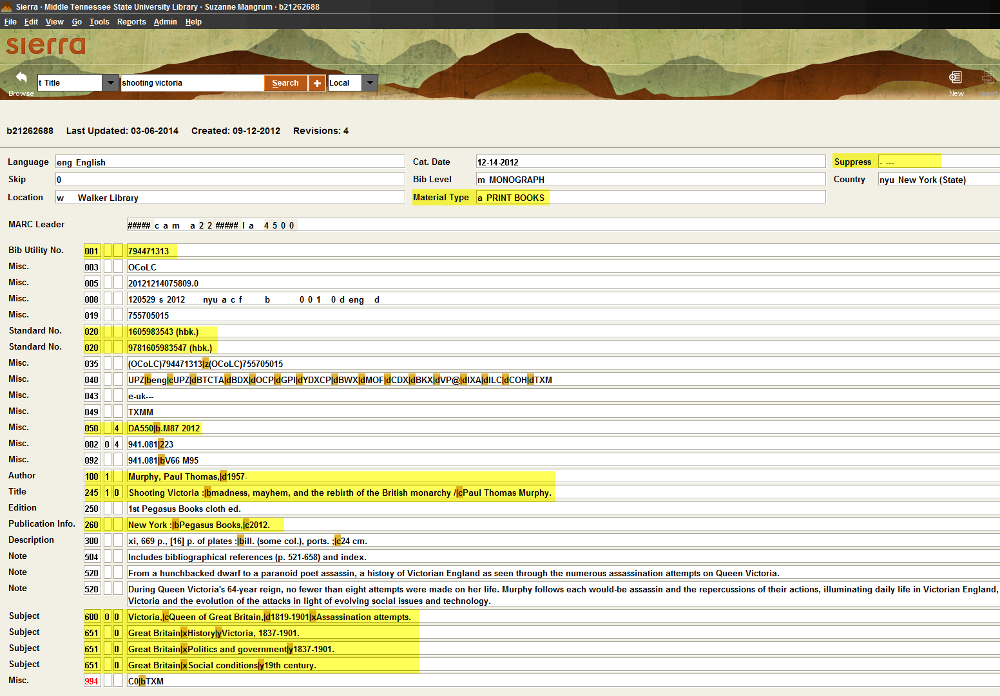 Sierra · Middle Tennessee State University Library · Suzanne Mangrum · b21262688
File Edit View Go Tools Reports Admin Help
sierra
t Title shooting victoria Search + Local
Browse New Insert
b21262688 Last Updated: 03-06-2014 Created: 09-12-2012 Revisions: 4
Language eng English Cat. Date 12-14-2012 Suppress - ---
Skip 0 Bib Level m MONOGRAPH Country nyu New York (State)
Location w Walker Library Material Type a PRINT BOOKS
MARC Leader ##### c a m a 2 2 ##### I a 4 5 0 0
Bib Utility No. 001 794471313
Misc. 003 OCoLC
Misc. 005 20121214075809.0
Misc. 008 120529 s 2012 nyu a c f b 0 0 1 0 d eng d
Misc. 019 755705015
Standard No. 020 1605983543 (hbk.)
Standard No. 020 9781605983547 (hbk.)
Misc. 035 (OCoLC)794471313|z(OCoLC)755705015
Misc. 040 UPZ|beng|cUPZ|dBTCTA|dBDX|dOCP|dGPI|dYDXCP|dBWX|dMOF|dCDX|dBKX|dVP@|dIXA|dILC|dCOH|dTXM
Misc. 043 e-uk---
Misc. 049 TXMM
Misc. 050 4 DA550|b.M87 2012
Misc. 082 0 4 941.081|223
Misc. 092 941.081|bV66 M95
Author 100 1 Murphy, Paul Thomas,|d1957-
Title 245 1 0 Shooting Victoria :|bmadness, mayhem, and the rebirth of the British monarchy /|cPaul Thomas Murphy.
Edition 250 1st Pegasus Books cloth ed.
Publication Info. 260 New York :|bPegasus Books,|c2012.
Description 300 xi, 669 p., [16] p. of plates :|bill. (some col.), ports. ;|c24 cm.
Note 504 Includes bibliographical references (p. 521-658) and index.
Note 520 From a hunchbacked dwarf to a paranoid poet assassin, a history of Victorian England as seen through the numerous assassination attempts on Queen Victoria.
Note 520 During Queen Victoria's 64-year reign, no fewer than eight attempts were made on her life. Murphy follows each would-be assassin and the repercussions of their actions, illuminating daily life in Victorian England,
Victoria and the evolution of the attacks in light of evolving social issues and technology.
Subject 600 0 0 Victoria,|cQueen of Great Britain,|d1819-1901|xAssassination attempts.
Subject 651 0 Great Britain|xHistory|yVictoria, 1837-1901.
Subject 651 0 Great Britain|xPolitics and government|y1837-1901.
Subject 651 0 Great Britain|xSocial conditions|y19th century.
Misc. 994 C0|bTXM